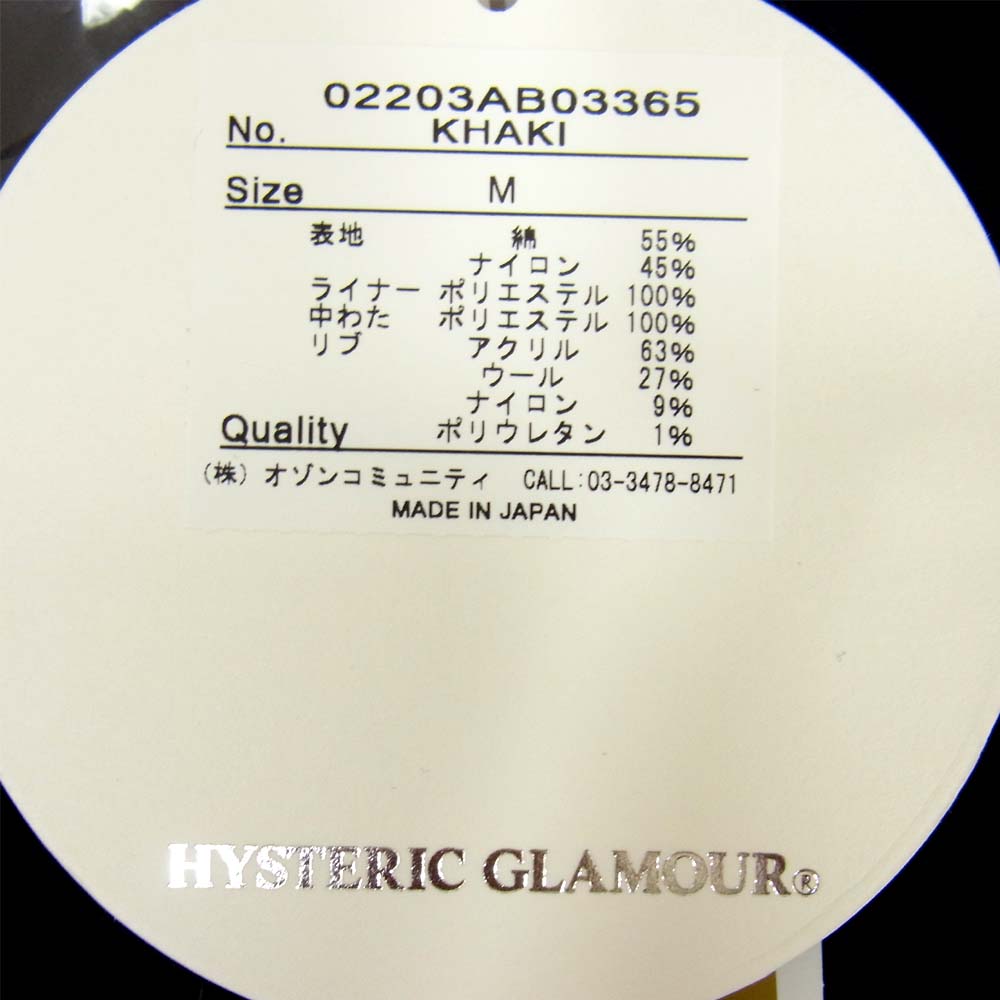 02203AB03365
No. KHAKI
Size M
表地 綿 55%
ナイロン 45%
ライナー ポリエステル 100%
中わた ポリエステル 100%
リブ アクリル 63%
ウール 27%
ナイロン 9%
Quality ポリウレタン 1%
(株) オゾンコミュニティ CALL:03-3478-8471
MADE IN JAPAN
HYSTERIC GLAMOUR®